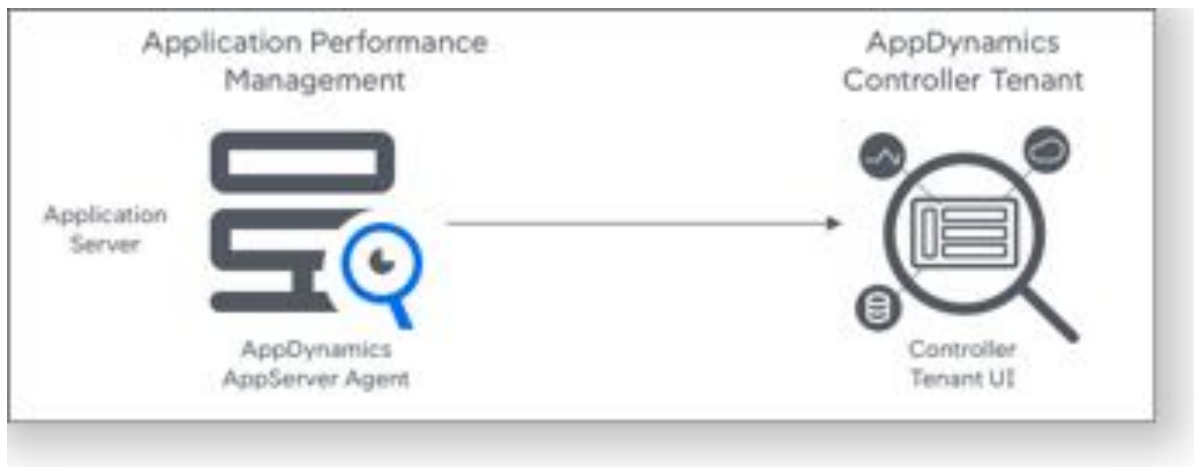 Application Performance
Management
AppDynamics
Controller Tenant
Application
Server
AppDynamics
AppServer Agent
Controller
Tenant UI